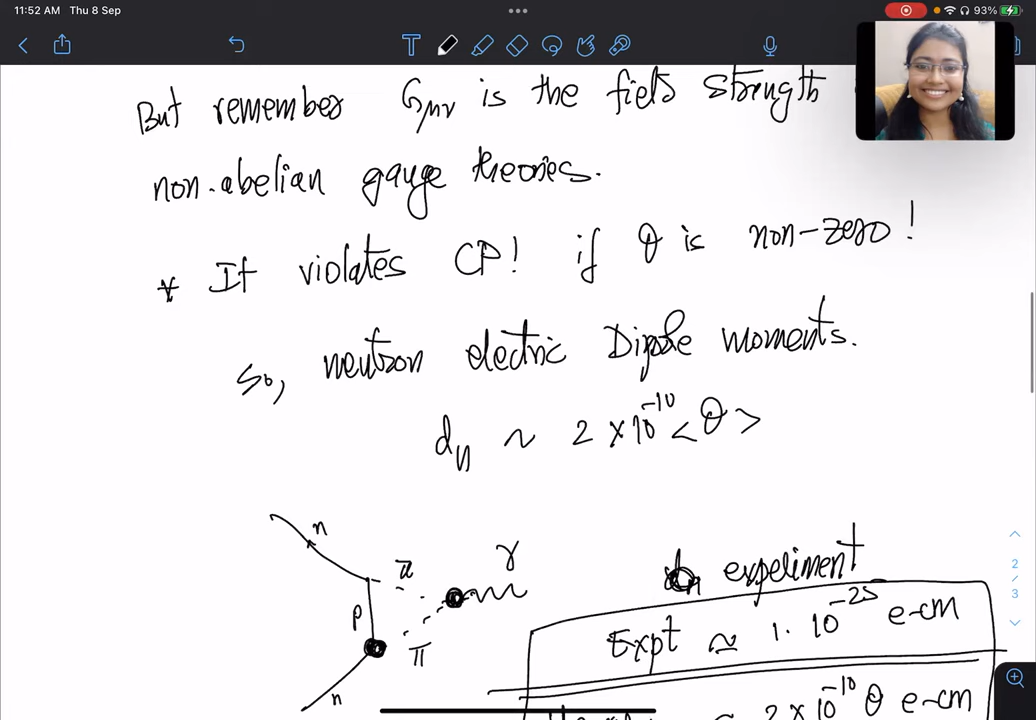 11:52 AM Thu 8 Sep
93%
But remember Gμν is the field strength
non-abelian gauge theories.
* It violates CP! if θ is non-zero!
So, neutron electric Dipole moments.
dn ~ 2 × 10^-10 <θ>
n
π
γ
P
π
n
experiment
Expt ≃ 1. 10^-25 e-cm
2 × 10^-10 θ e-cm
2
/
3